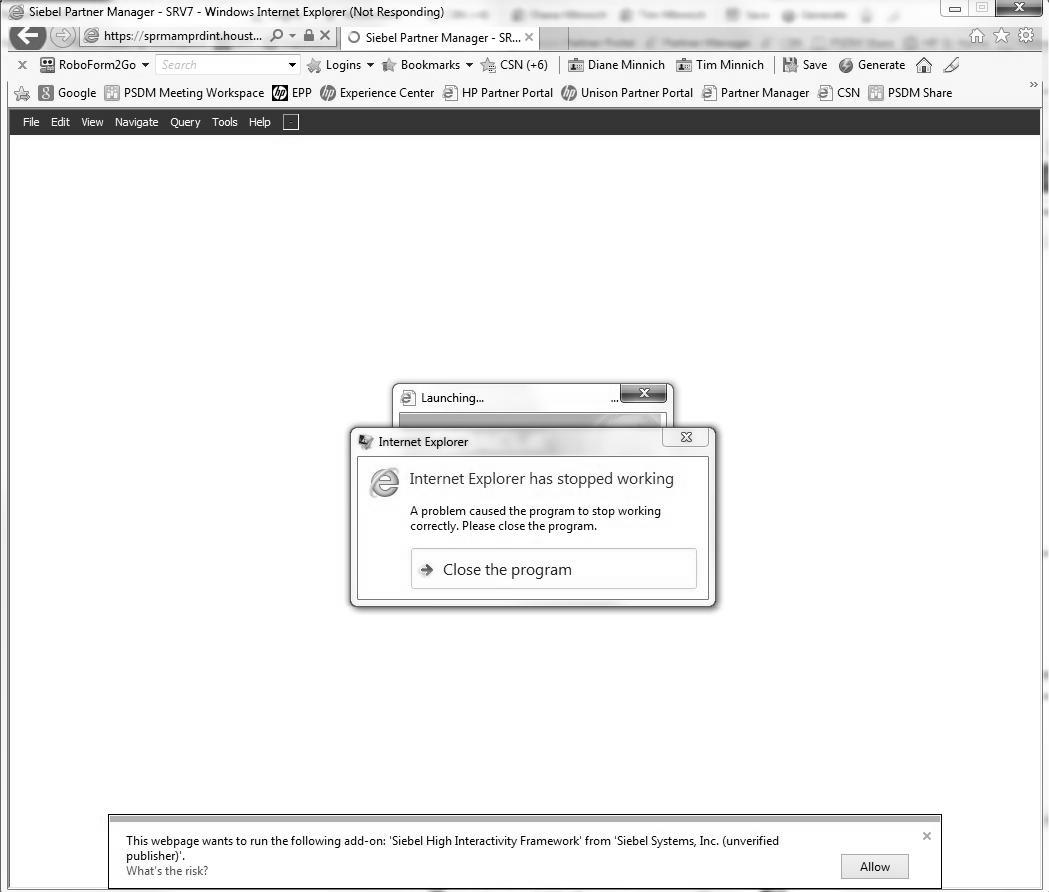 Siebel Partner Manager - SRV7 - Windows Internet Explorer (Not Responding)
https://sprmamprdint.houst...
Siebel Partner Manager - SR...
RoboForm2Go Search Logins Bookmarks CSN (+6) Diane Minnich Tim Minnich Save Generate
Google PSDM Meeting Workspace EPP Experience Center HP Partner Portal Unison Partner Portal Partner Manager CSN PSDM Share
File Edit View Navigate Query Tools Help
Launching... ...
Internet Explorer
Internet Explorer has stopped working
A problem caused the program to stop working
correctly. Please close the program.
Close the program
This webpage wants to run the following add-on: 'Siebel High Interactivity Framework' from 'Siebel Systems, Inc. (unverified
publisher)'.
What's the risk?
Allow